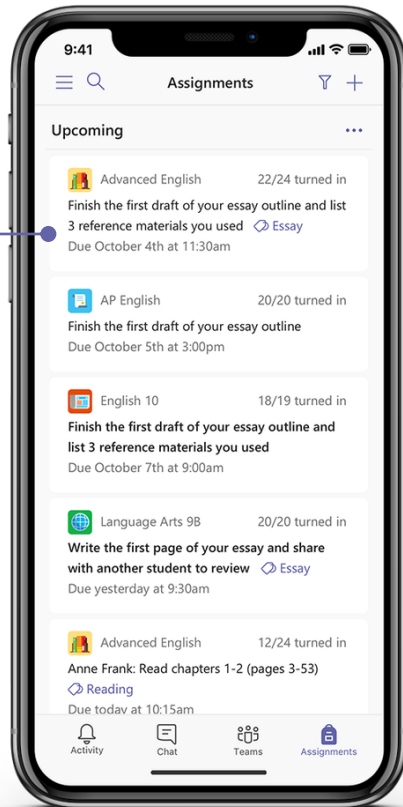 9:41
Assignments
Upcoming
Advanced English 22/24 turned in
Finish the first draft of your essay outline and list
3 reference materials you used Essay
Due October 4th at 11:30am
AP English 20/20 turned in
Finish the first draft of your essay outline
Due October 5th at 3:00pm
English 10 18/19 turned in
Finish the first draft of your essay outline and
list 3 reference materials you used
Due October 7th at 9:00am
Language Arts 9B 20/20 turned in
Write the first page of your essay and share
with another student to review Essay
Due yesterday at 9:30am
Advanced English 12/24 turned in
Anne Frank: Read chapters 1-2 (pages 3-53)
Reading
Due today at 10:15am
Activity Chat Teams Assignments